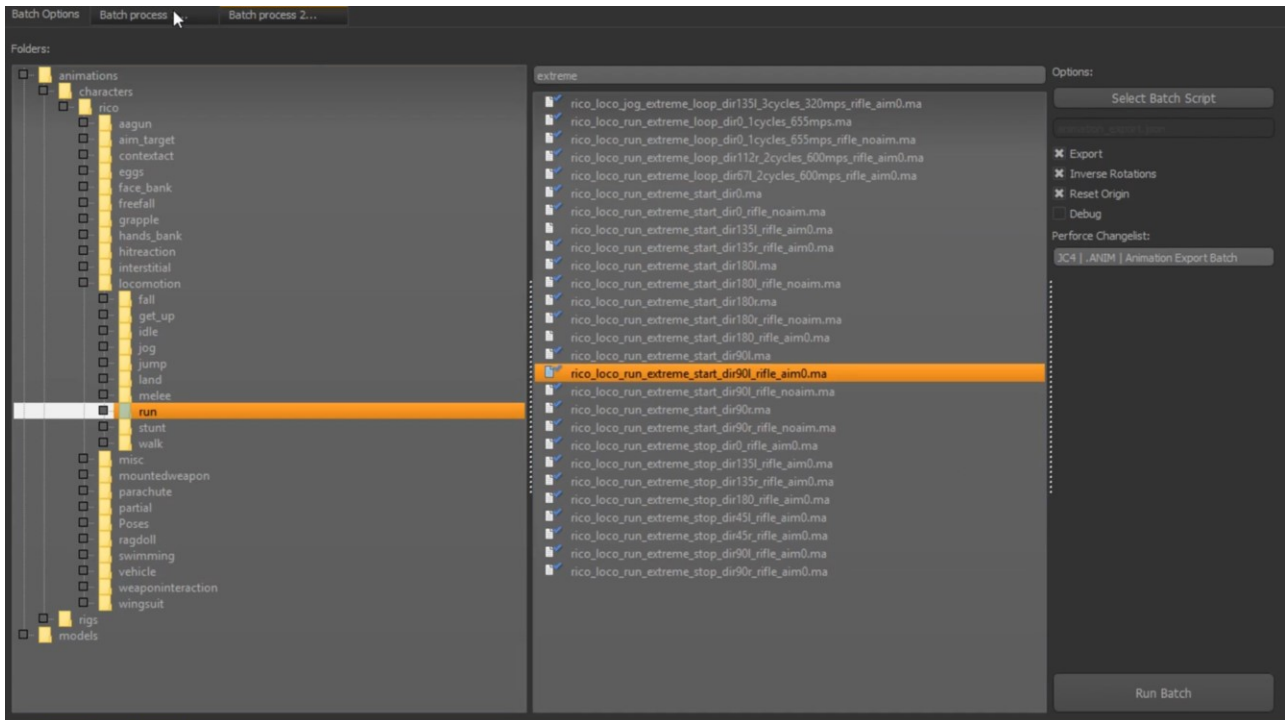 Batch Options
Batch process ...
Batch process 2...
Folders:
animations
characters
rico
aagun
aim_target
contextact
eggs
face_bank
freefall
grapple
hands_bank
hitreaction
interstitial
locomotion
fall
get_up
idle
jog
jump
land
melee
run
stunt
walk
misc
mountedweapon
parachute
partial
Poses
ragdoll
swimming
vehicle
weaponinteraction
wingsuit
rigs
models
extreme
rico_loco_jog_extreme_loop_dir135l_3cycles_320mps_rifle_aim0.ma
rico_loco_run_extreme_loop_dir0_1cycles_655mps.ma
rico_loco_run_extreme_loop_dir0_1cycles_655mps_rifle_noaim.ma
rico_loco_run_extreme_loop_dir112r_2cycles_600mps_rifle_aim0.ma
rico_loco_run_extreme_loop_dir67l_2cycles_600mps_rifle_aim0.ma
rico_loco_run_extreme_start_dir0.ma
rico_loco_run_extreme_start_dir0_rifle_noaim.ma
rico_loco_run_extreme_start_dir135l_rifle_aim0.ma
rico_loco_run_extreme_start_dir135r_rifle_aim0.ma
rico_loco_run_extreme_start_dir180l.ma
rico_loco_run_extreme_start_dir180l_rifle_noaim.ma
rico_loco_run_extreme_start_dir180r.ma
rico_loco_run_extreme_start_dir180r_rifle_noaim.ma
rico_loco_run_extreme_start_dir180_rifle_aim0.ma
rico_loco_run_extreme_start_dir90l.ma
rico_loco_run_extreme_start_dir90l_rifle_aim0.ma
rico_loco_run_extreme_start_dir90l_rifle_noaim.ma
rico_loco_run_extreme_start_dir90r.ma
rico_loco_run_extreme_start_dir90r_rifle_noaim.ma
rico_loco_run_extreme_stop_dir0_rifle_aim0.ma
rico_loco_run_extreme_stop_dir135l_rifle_aim0.ma
rico_loco_run_extreme_stop_dir135r_rifle_aim0.ma
rico_loco_run_extreme_stop_dir180_rifle_aim0.ma
rico_loco_run_extreme_stop_dir45l_rifle_aim0.ma
rico_loco_run_extreme_stop_dir45r_rifle_aim0.ma
rico_loco_run_extreme_stop_dir90l_rifle_aim0.ma
rico_loco_run_extreme_stop_dir90r_rifle_aim0.ma
Options:
Select Batch Script
animation_export.json
Export
Inverse Rotations
Reset Origin
Debug
Perforce Changelist:
JC4 | .ANIM | Animation Export Batch
Run Batch